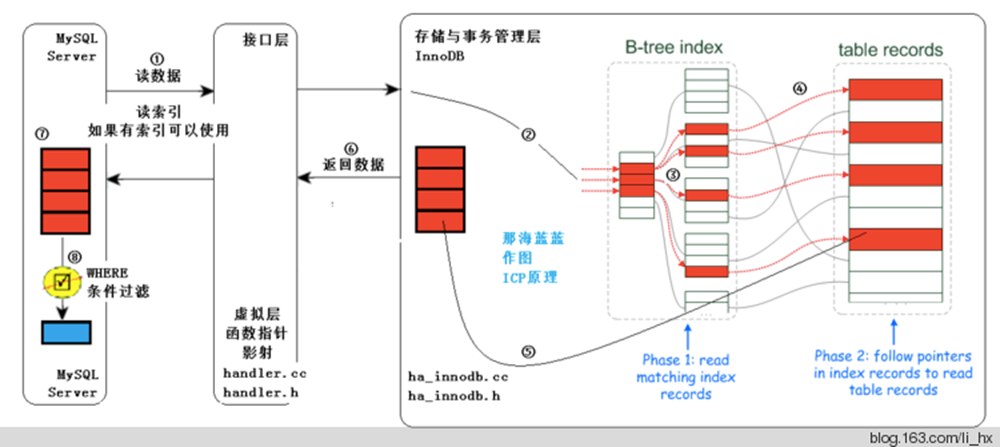 MySQL
Server
①
读数据
读索引
如果有索引可以使用
⑦
⑧
WHERE
条件过滤
MySQL
Server
接口层
⑥
返回数据
虚拟层
函数指针
影射
handler.cc
handler.h
存储与事务管理层
InnoDB
②
③
④
⑤
那海蓝蓝
作图
ICP原理
ha_innodb.cc
ha_innodb.h
B-tree index
...
Phase 1: read
matching index
records
table records
...
Phase 2: follow pointers
in index records to read
table records
blog.163.com/li_hx